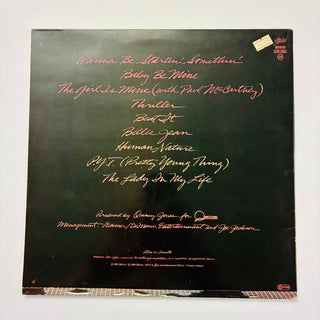 Wanna Be Startin' Somethin'
Baby Be Mine
The Girl Is Mine (with Paul McCartney)
Thriller
Beat It
Billie Jean
Human Nature
P.Y.T. (Pretty Young Thing)
The Lady In My Life
Produced by Quincy Jones for
Management: Weisner/DeMann Entertainment and Joe Jackson